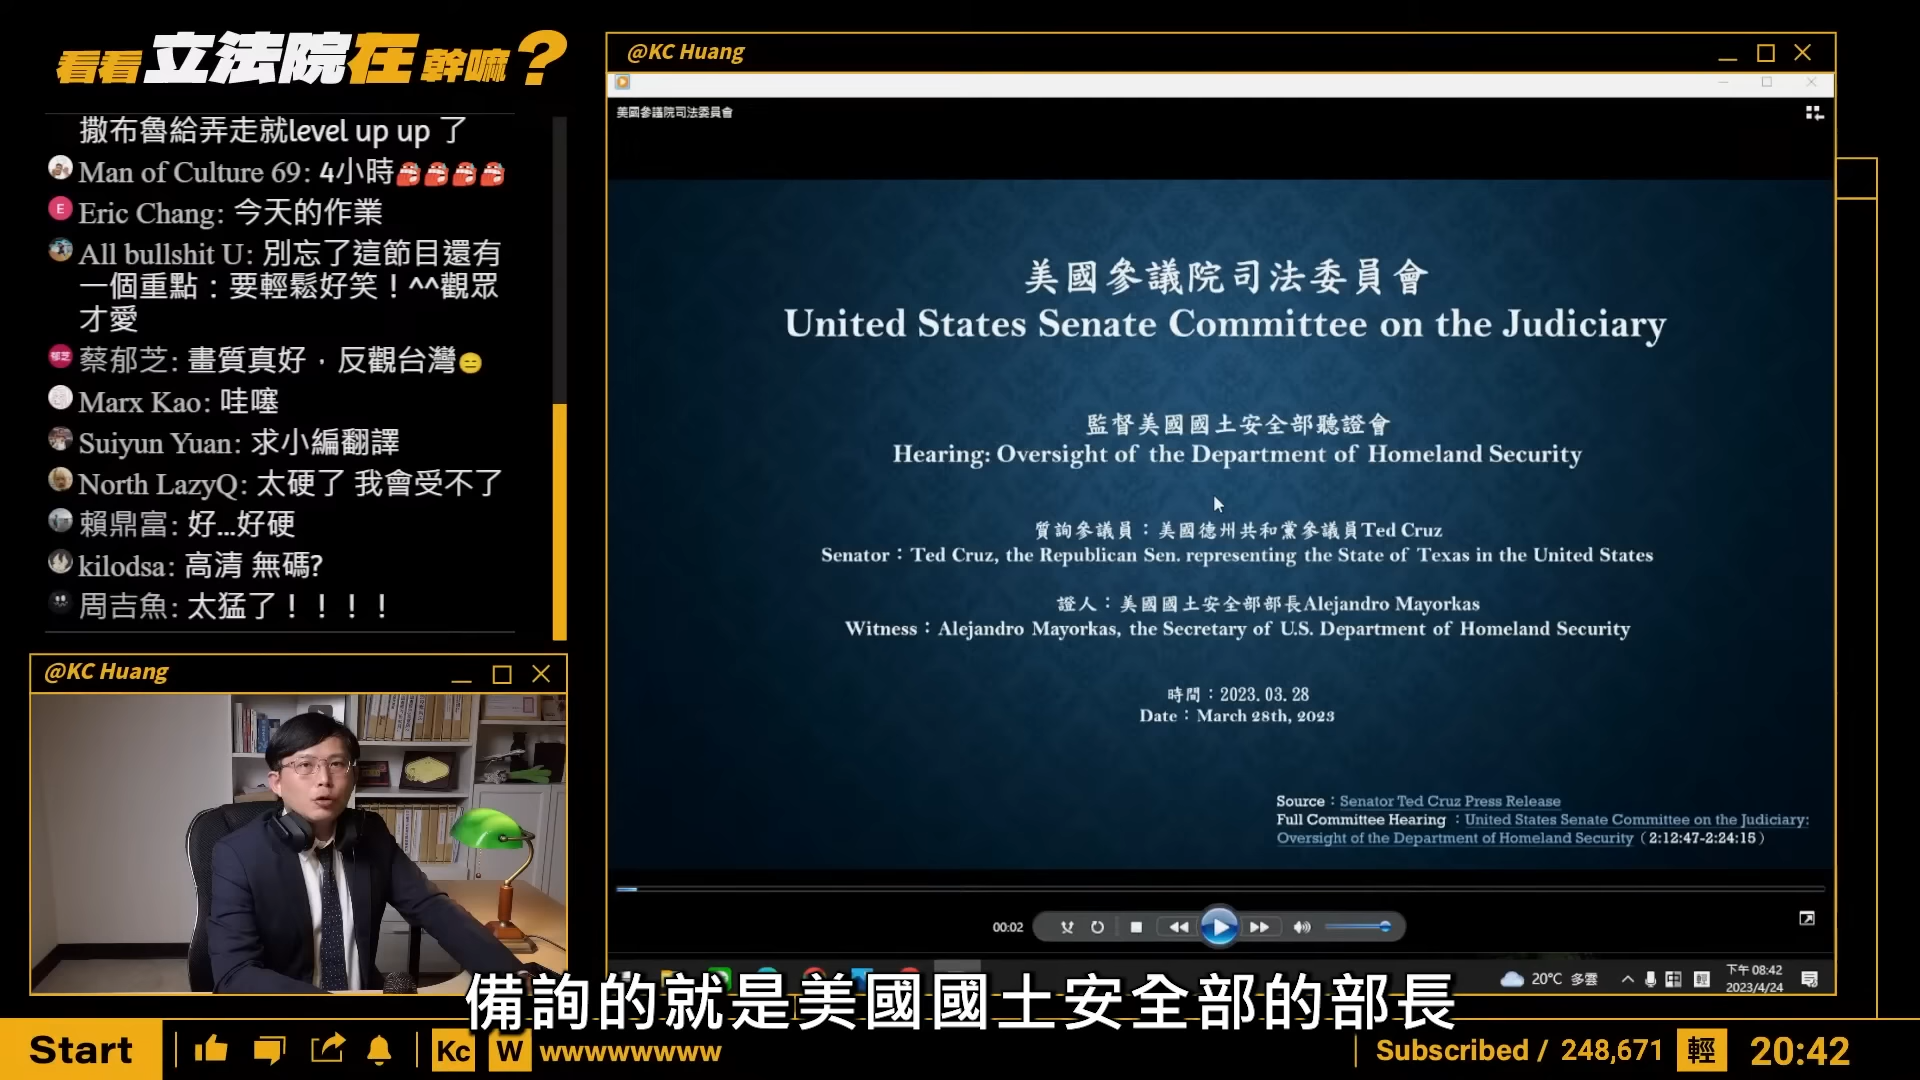 看看立法院在幹嘛?
撒布魯給弄走就level up up 了
Man of Culture 69: 4小時
E Eric Chang: 今天的作業
All bullshit U: 別忘了這節目還有
一個重點：要輕鬆好笑！^^觀眾
才愛
郁芝 蔡郁芝: 畫質真好，反觀台灣
Marx Kao: 哇噻
Suiyun Yuan: 求小編翻譯
North LazyQ: 太硬了 我會受不了
賴鼎富: 好...好硬
kilodsa: 高清 無碼?
周吉魚: 太猛了！！！！
@KC Huang
@KC Huang
美國參議院司法委員會
美國參議院司法委員會
United States Senate Committee on the Judiciary
監督美國國土安全部聽證會
Hearing: Oversight of the Department of Homeland Security
質詢參議員：美國德州共和黨參議員Ted Cruz
Senator：Ted Cruz, the Republican Sen. representing the State of Texas in the United States
證人：美國國土安全部部長Alejandro Mayorkas
Witness：Alejandro Mayorkas, the Secretary of U.S. Department of Homeland Security
時間：2023.03.28
Date：March 28th, 2023
Source：Senator Ted Cruz Press Release
Full Committee Hearing ：United States Senate Committee on the Judiciary:
Oversight of the Department of Homeland Security（2:12:47-2:24:15）
00:02
20°C 多雲
中
輕
下午 08:42
2023/4/24
備詢的就是美國國土安全部的部長
Start
Kc W wwwwwwwww
Subscribed / 248,671 輕 20:42